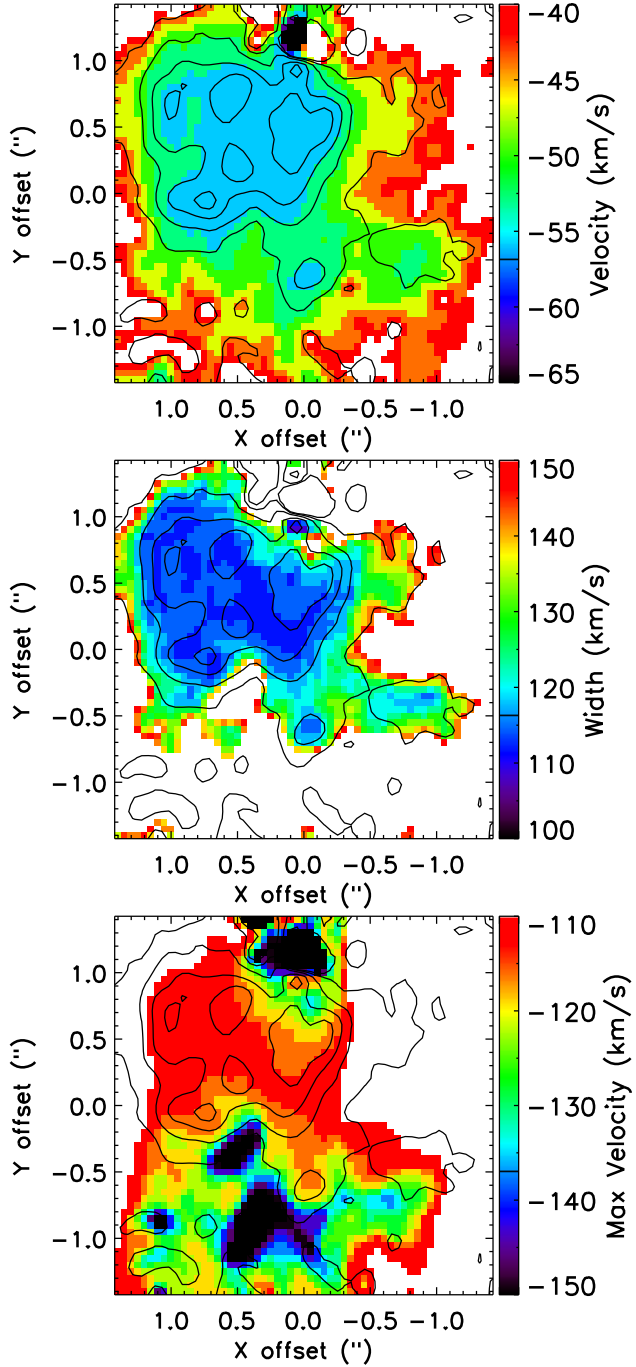 1.0
0.5
0.0
−0.5
−1.0
Y offset (")
1.0 0.5 0.0 −0.5 −1.0
X offset (")
−40
−45
−50
−55
−60
−65
Velocity (km/s)
1.0
0.5
0.0
−0.5
−1.0
Y offset (")
1.0 0.5 0.0 −0.5 −1.0
X offset (")
150
140
130
120
110
100
Width (km/s)
1.0
0.5
0.0
−0.5
−1.0
Y offset (")
1.0 0.5 0.0 −0.5 −1.0
X offset (")
−110
−120
−130
−140
−150
Max Velocity (km/s)